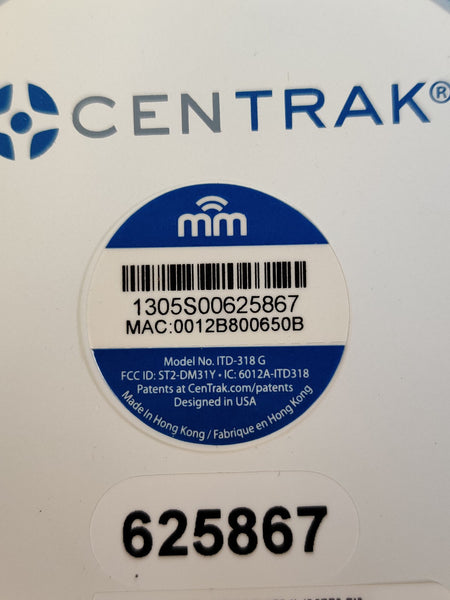 CENTRAK®
mm
1305S00625867
MAC:0012B800650B
Model No. ITD-318 G
FCC ID: ST2-DM31Y • IC: 6012A-ITD318
Patents at CenTrak.com/patents
Designed in USA
Made in Hong Kong / Fabrique en Hong Kong
625867